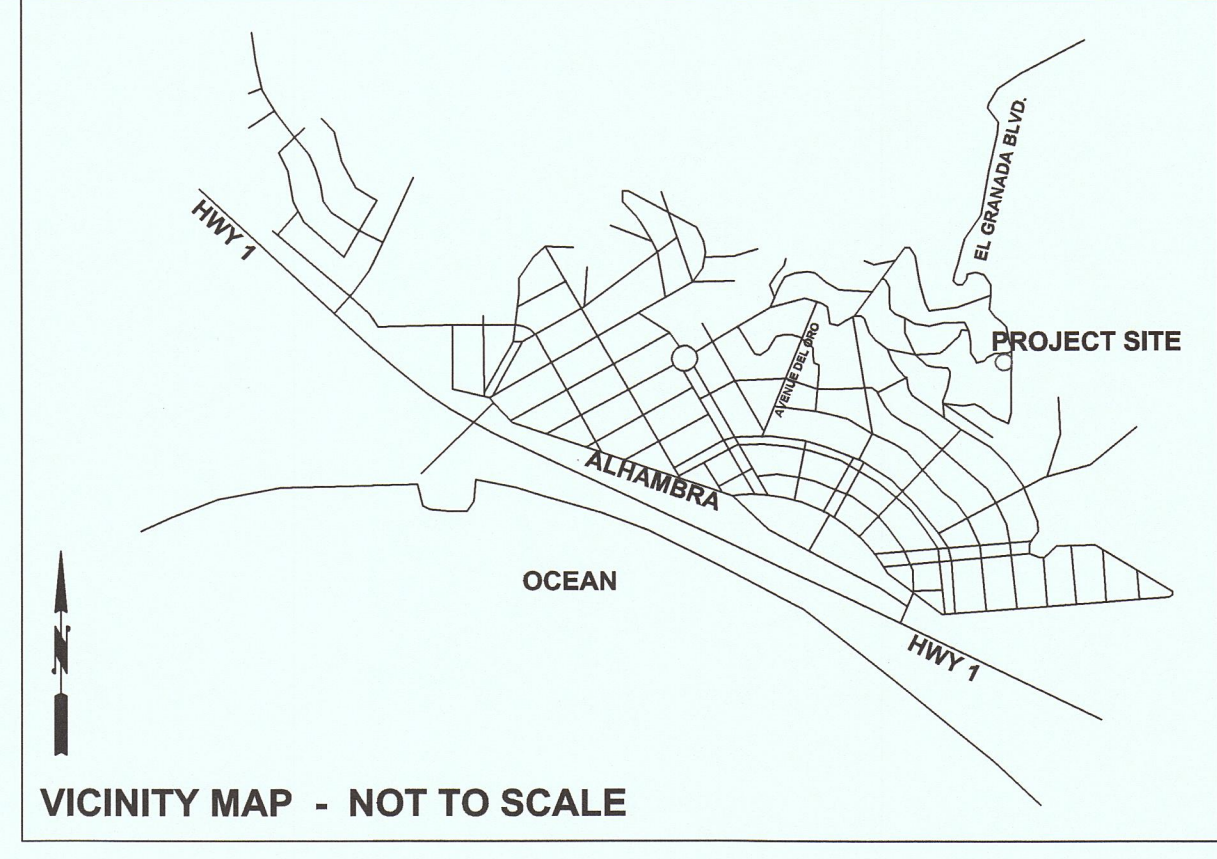 EL GRANADA BLVD.
HWY 1
PROJECT SITE
AVENUE DEL ORO
ALHAMBRA
OCEAN
HWY 1
N
VICINITY MAP - NOT TO SCALE